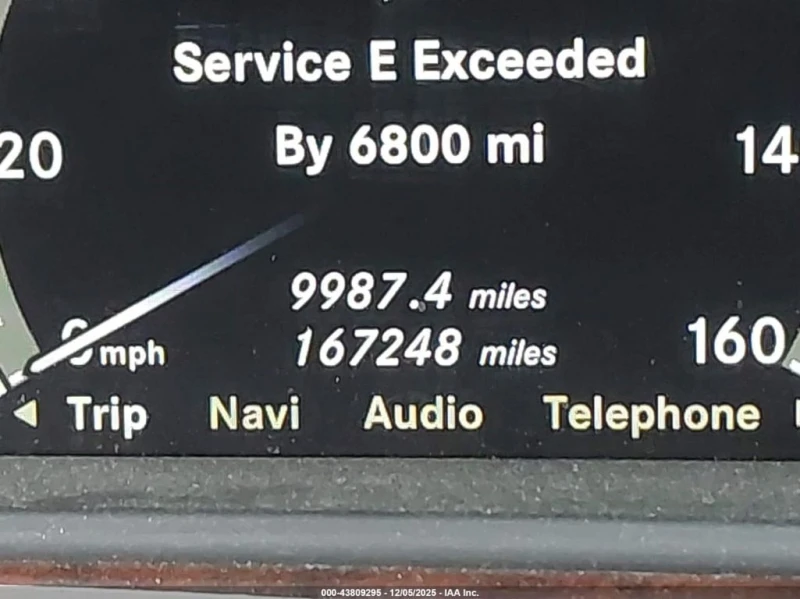 Service E Exceeded
By 6800 mi
20
14
9987.4 miles
167248 miles
0 mph
160
Trip Navi Audio Telephone
000-43809295 - 12/05/2025 - IAA Inc.